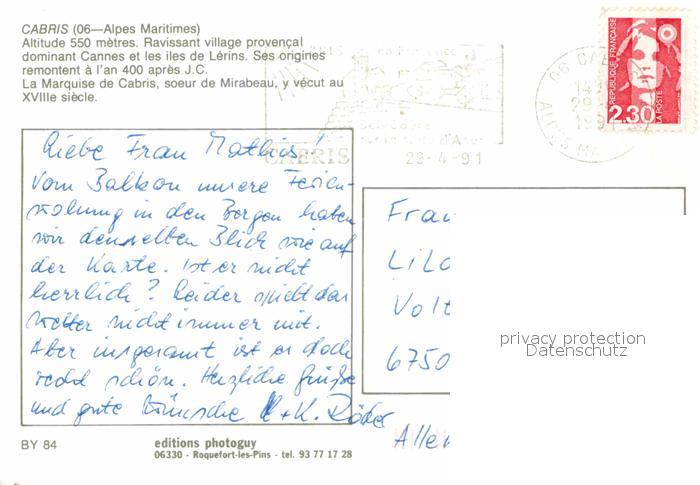 CABRIS (06—Alpes Maritimes)
Altitude 550 mètres. Ravissant village provençal
dominant Cannes et les iles de Lérins. Ses origines
remontent à l'an 400 après J.C.
La Marquise de Cabris, soeur de Mirabeau, y vécut au
XVIIIe siècle.
REPUBLIQUE FRANÇAISE
LA POSTE
2.30
CABRIS
29-4-91
Liebe Frau Mathius!
Vom Balkon unsere Ferien-
wohnung in den Bergen haben
wir denselben Blick wie auf
der Karte. Ist er nicht
herrlich? Leider spielt das
Wetter nicht immer mit.
Aber insgesamt ist es doch
recht schön. Herzliche Grüße
und gute Wünsche K. + K. Röder
Frau
LiLo
Volt
6750
Aller
privacy protection
Datenschutz
BY 84
editions photoguy
06330 - Roquefort-les-Pins - tel. 93 77 17 28